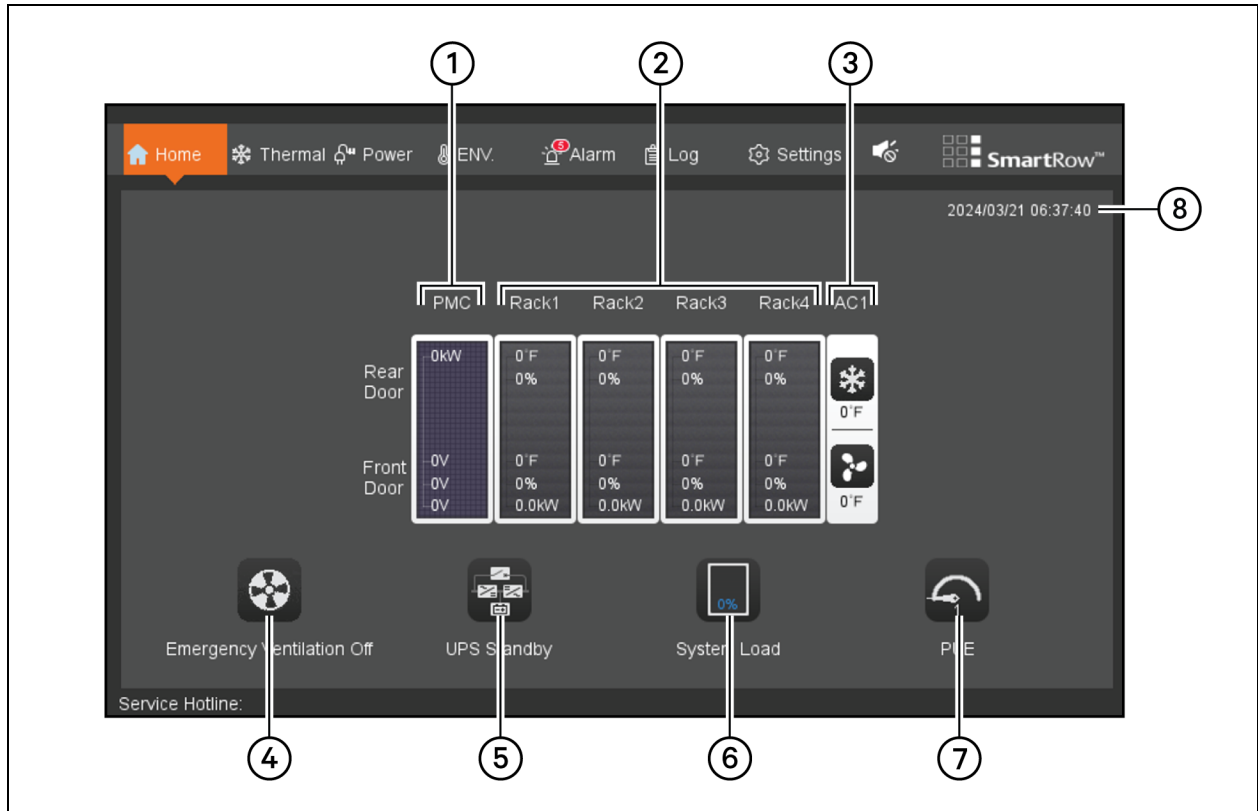 1 2 3
Home Thermal Power ENV. 5 Alarm Log Settings SmartRow™
2024/03/21 06:37:40 8
PMC Rack1 Rack2 Rack3 Rack4 AC1
Rear Door
0kW 0°F 0°F 0°F 0°F
0% 0% 0% 0%
0°F
Front Door
0V 0°F 0°F 0°F 0°F
0V 0% 0% 0% 0%
0V 0.0kW 0.0kW 0.0kW 0.0kW 0°F
0% 1
Emergency Ventilation Off UPS Standby System Load PUE
Service Hotline:
4 5 6 7